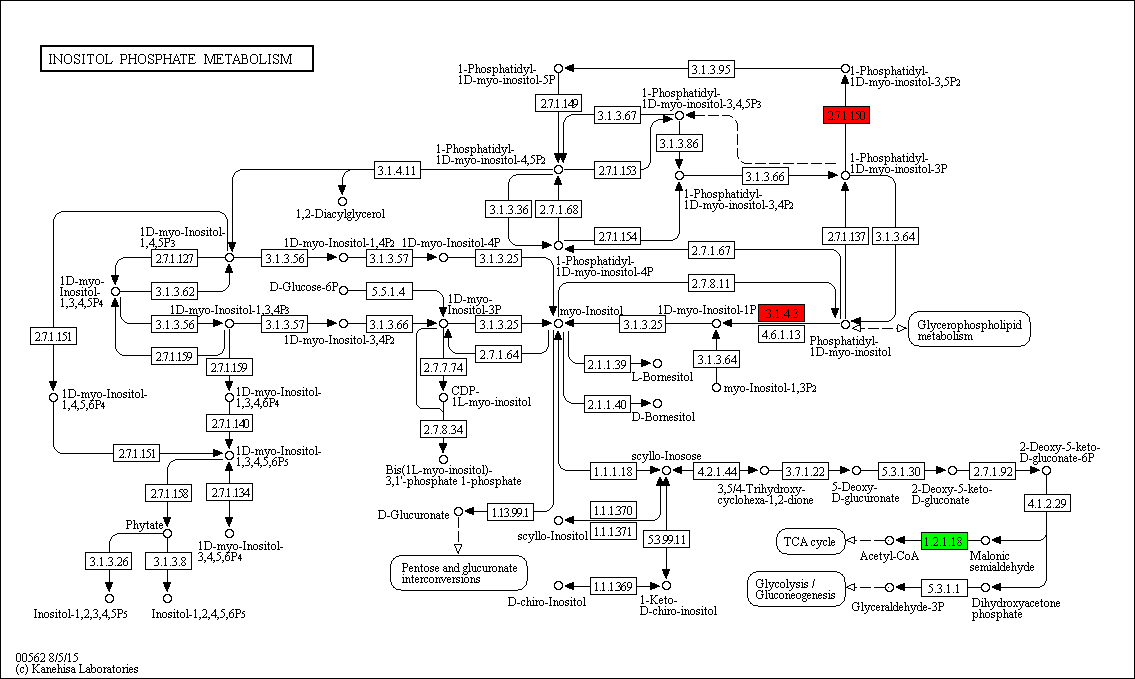 INOSITOL PHOSPHATE METABOLISM
1-Phosphatidyl-
1D-myo-inositol-5P
3.1.3.95
1-Phosphatidyl-
1D-myo-inositol-3,5P2
2.7.1.149
1-Phosphatidyl-
1D-myo-inositol-3,4,5P3
3.1.3.67
2.7.1.150
3.1.3.86
1-Phosphatidyl-
1D-myo-inositol-4,5P2
3.1.4.11
2.7.1.153
3.1.3.66
1-Phosphatidyl-
1D-myo-inositol-3P
1-Phosphatidyl-
1D-myo-inositol-3,4P2
1,2-Diacylglycerol
3.1.3.36
2.7.1.68
2.7.1.154
2.7.1.137
3.1.3.64
1D-myo-Inositol-
1,4,5P3
1D-myo-Inositol-1,4P2
1D-myo-Inositol-4P
2.7.1.67
2.7.1.127
3.1.3.56
3.1.3.57
3.1.3.25
1-Phosphatidyl-
1D-myo-inositol-4P
1D-myo-
Inositol-
1,3,4,5P4
3.1.3.62
D-Glucose-6P
5.5.1.4
1D-myo-
Inositol-3P
2.7.8.11
1D-myo-Inositol-1,3,4P3
myo-Inositol
1D-myo-Inositol-1P
3.1.4.3
3.1.3.56
3.1.3.57
3.1.3.66
3.1.3.25
3.1.3.25
4.6.1.13
Glycerophospholipid
metabolism
2.7.1.151
1D-myo-Inositol-3,4P2
Phosphatidyl-
1D-myo-inositol
2.7.1.159
2.7.1.64
2.7.1.159
2.7.7.74
2.1.1.39
L-Bornesitol
3.1.3.64
myo-Inositol-1,3P2
1D-myo-Inositol-
1,4,5,6P4
1D-myo-Inositol-
1,3,4,6P4
CDP-
1L-myo-inositol
2.1.1.40
D-Bornesitol
2.7.1.140
2.7.8.34
2.7.1.151
1D-myo-Inositol-
1,3,4,5,6P5
Bis(1L-myo-inositol)-
3,1'-phosphate 1-phosphate
scyllo-Inosose
2-Deoxy-5-keto-
D-gluconate-6P
1.1.1.18
4.2.1.44
3.7.1.22
5.3.1.30
2.7.1.92
3,5/4-Trihydroxy-
cyclohexa-1,2-dione
5-Deoxy-
D-glucuronate
2-Deoxy-5-keto-
D-gluconate
2.7.1.158
2.7.1.134
4.1.2.29
D-Glucuronate
1.13.99.1
1.1.1.370
1.1.1.371
scyllo-Inositol
Phytate
1D-myo-Inositol-
3,4,5,6P4
5.3.99.11
TCA cycle
Acetyl-CoA
1.2.1.18
Malonic
semialdehyde
3.1.3.26
3.1.3.8
Pentose and glucuronate
interconversions
1.1.1.369
D-chiro-Inositol
1-Keto-
D-chiro-inositol
Glycolysis /
Gluconeogenesis
5.3.1.1
Glyceraldehyde-3P
Dihydroxyacetone
phosphate
Inositol-1,2,3,4,5P5
Inositol-1,2,4,5,6P5
00562 8/5/15
(c) Kanehisa Laboratories